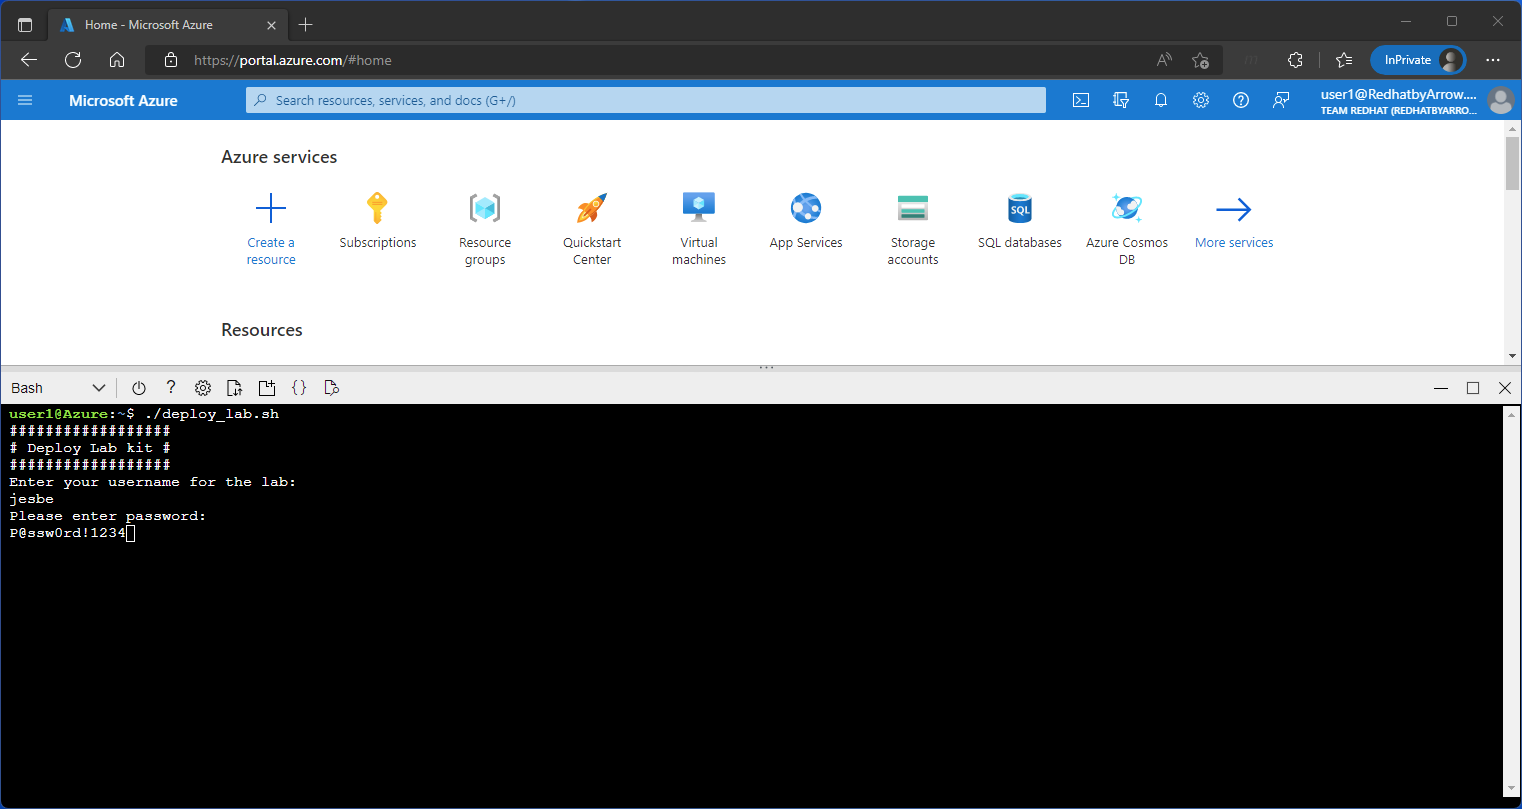 Home - Microsoft Azure
https://portal.azure.com/#home
InPrivate
Microsoft Azure
Search resources, services, and docs (G+/)
user1@RedhatbyArrow....
TEAM REDHAT (REDHATBYARRO...
Azure services
Create a resource
Subscriptions
Resource groups
Quickstart Center
Virtual machines
App Services
Storage accounts
SQL
SQL databases
Azure Cosmos DB
More services
Resources
Bash
user1@Azure:~$ ./deploy_lab.sh
##################
# Deploy Lab kit #
##################
Enter your username for the lab:
jesbe
Please enter password:
P@ssw0rd!1234